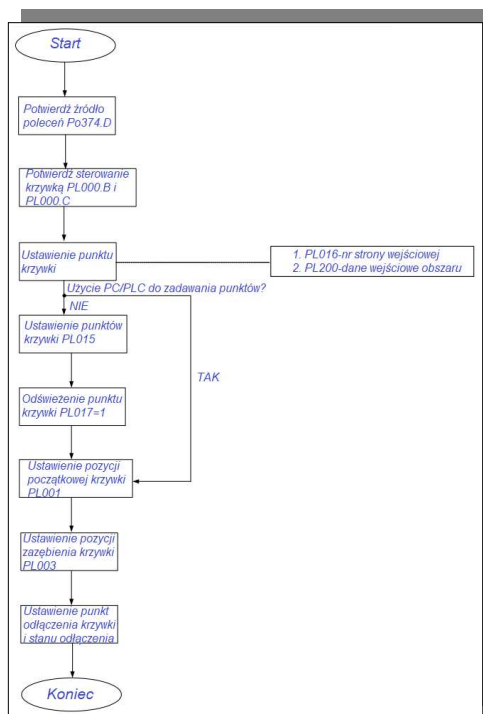 Start
Potwierdź źródło
poleceń Po374.D
Potwierdź sterowanie
krzywką PL000.B i
PL000.C
Ustawienie punktu
krzywki
1. PL016-nr strony wejściowej
2. PL200-dane wejściowe obszaru
Użycie PC/PLC do zadawania punktów?
NIE
Ustawienie punktów
krzywki PL015
TAK
Odświeżenie punktu
krzywki PL017=1
Ustawienie pozycji
początkowej krzywki
PL001
Ustawienie pozycji
zazębienia krzywki
PL003
Ustawienie punkt
odłączenia krzywki
i stanu odłączenia
Koniec